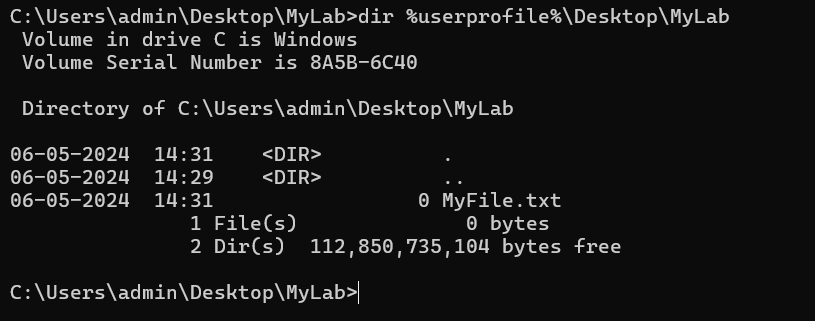 C:\Users\admin\Desktop\MyLab>dir %userprofile%\Desktop\MyLab
 Volume in drive C is Windows
 Volume Serial Number is 8A5B-6C40

 Directory of C:\Users\admin\Desktop\MyLab

06-05-2024  14:31    <DIR>          .
06-05-2024  14:29    <DIR>          ..
06-05-2024  14:31                 0 MyFile.txt
               1 File(s)              0 bytes
               2 Dir(s)  112,850,735,104 bytes free

C:\Users\admin\Desktop\MyLab>